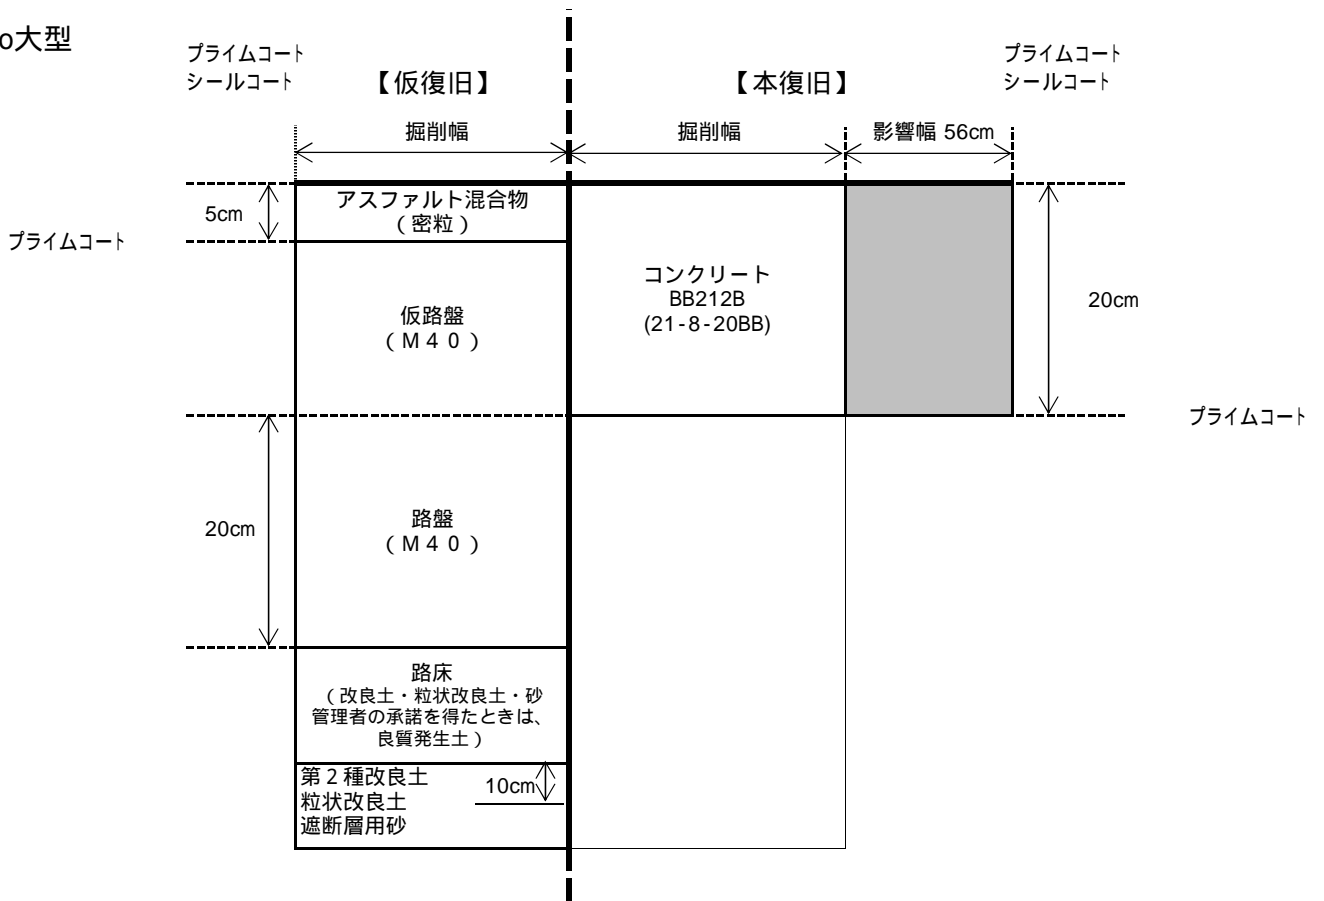 o大型
プライムコート
シールコート
【仮復旧】
【本復旧】
プライムコート
シールコート
掘削幅
掘削幅
影響幅 56cm
5cm
アスファルト混合物
(密粒)
プライムコート
仮路盤
(M40)
コンクリート
BB212B
(21-8-20BB)
20cm
プライムコート
20cm
路盤
(M40)
路床
(改良土・粒状改良土・砂
管理者の承諾を得たときは、
良質発生土)
第2種改良土
粒状改良土
遮断層用砂
10cm